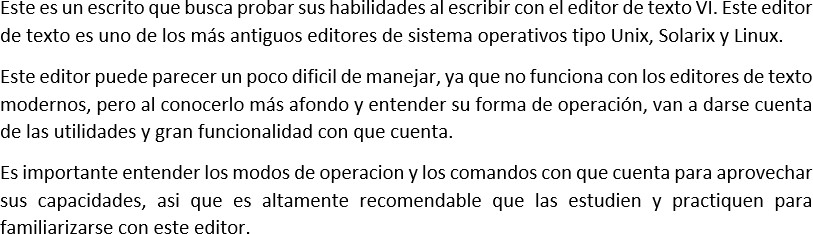 Este es un escrito que busca probar sus habilidades al escribir con el editor de texto VI. Este editor
de texto es uno de los más antiguos editores de sistema operativos tipo Unix, Solarix y Linux.
Este editor puede parecer un poco dificil de manejar, ya que no funciona con los editores de texto
modernos, pero al conocerlo más afondo y entender su forma de operación, van a darse cuenta
de las utilidades y gran funcionalidad con que cuenta.
Es importante entender los modos de operacion y los comandos con que cuenta para aprovechar
sus capacidades, asi que es altamente recomendable que las estudien y practiquen para
familiarizarse con este editor.